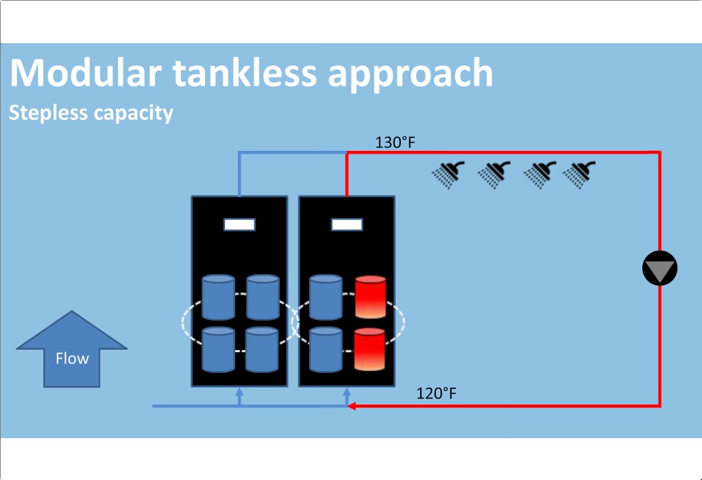 Modular tankless approach
Stepless capacity
130°F
Flow
120°F